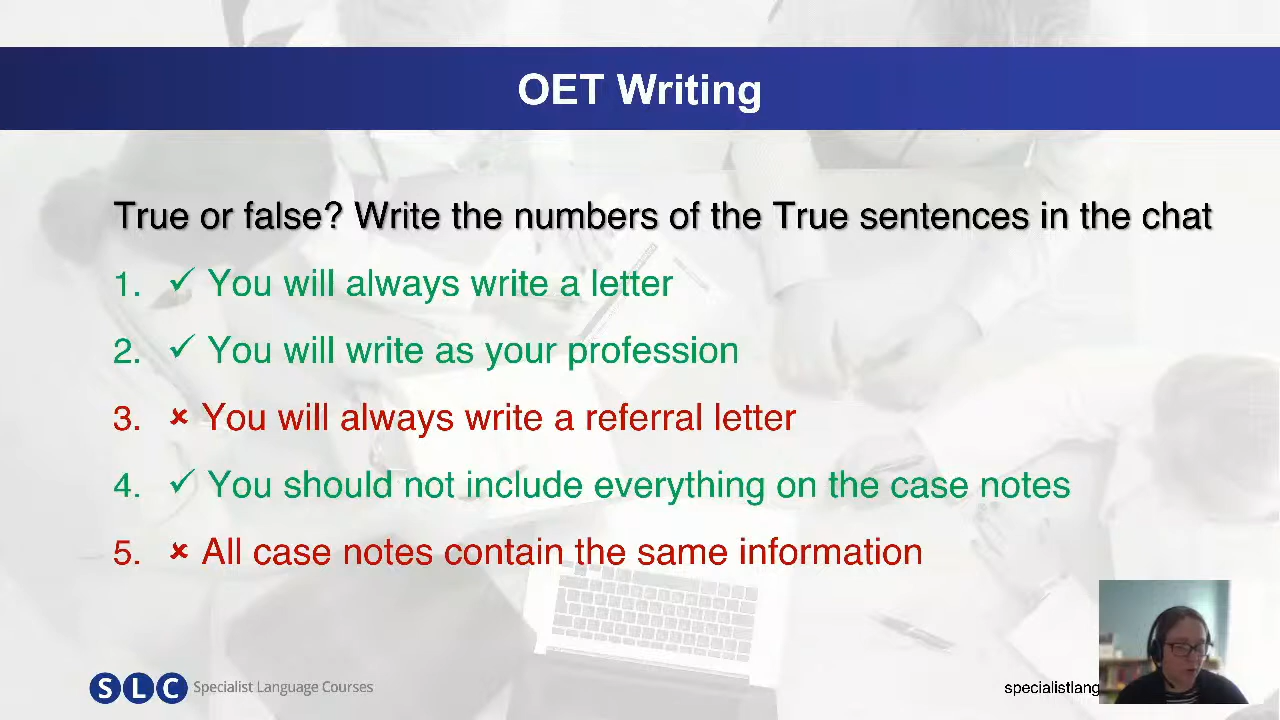 OET Writing
True or false? Write the numbers of the True sentences in the chat
1. ✓ You will always write a letter
2. ✓ You will write as your profession
3. ✗ You will always write a referral letter
4. ✓ You should not include everything on the case notes
5. ✗ All case notes contain the same information
SLC Specialist Language Courses
specialistlang